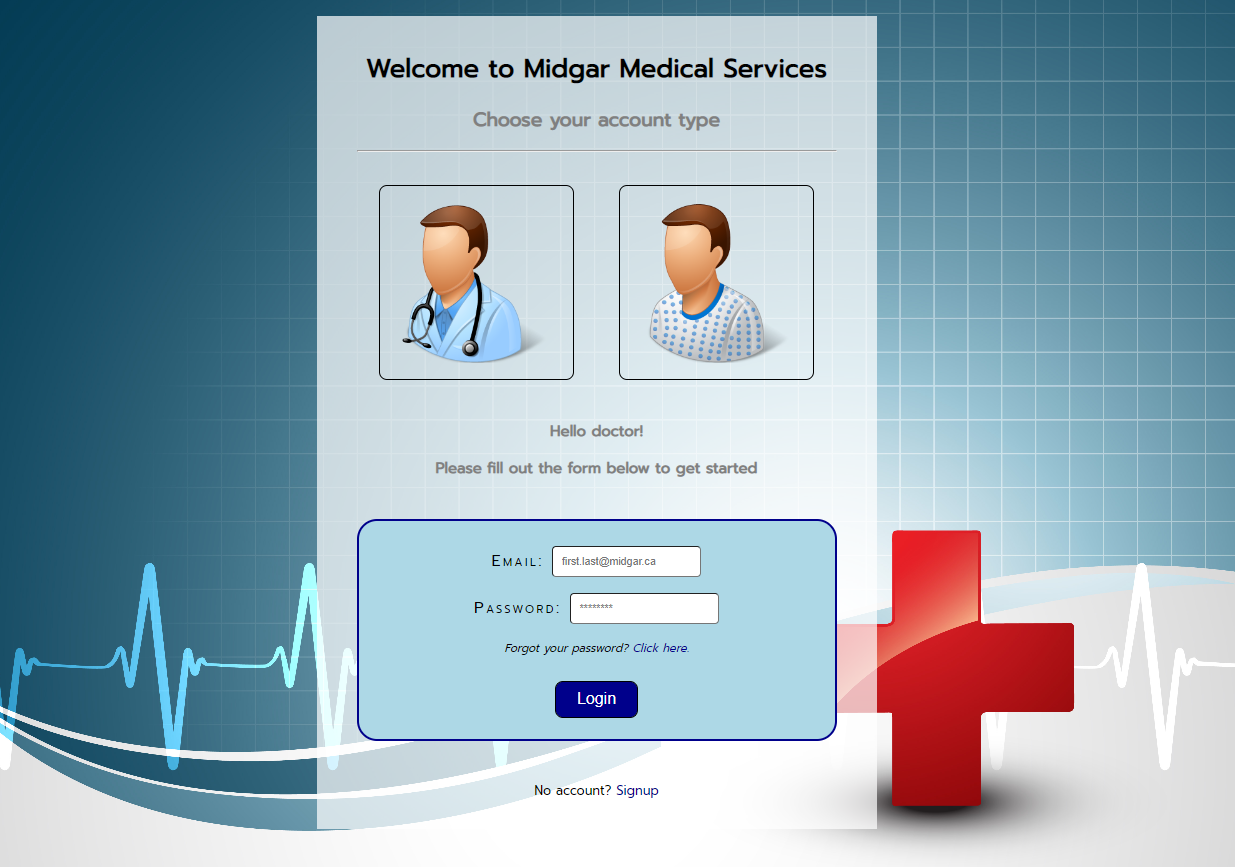 Welcome to Midgar Medical Services
Choose your account type
Hello doctor!
Please fill out the form below to get started
Email: first.last@midgar.ca
Password: ********
Forgot your password? Click here.
Login
No account? Signup